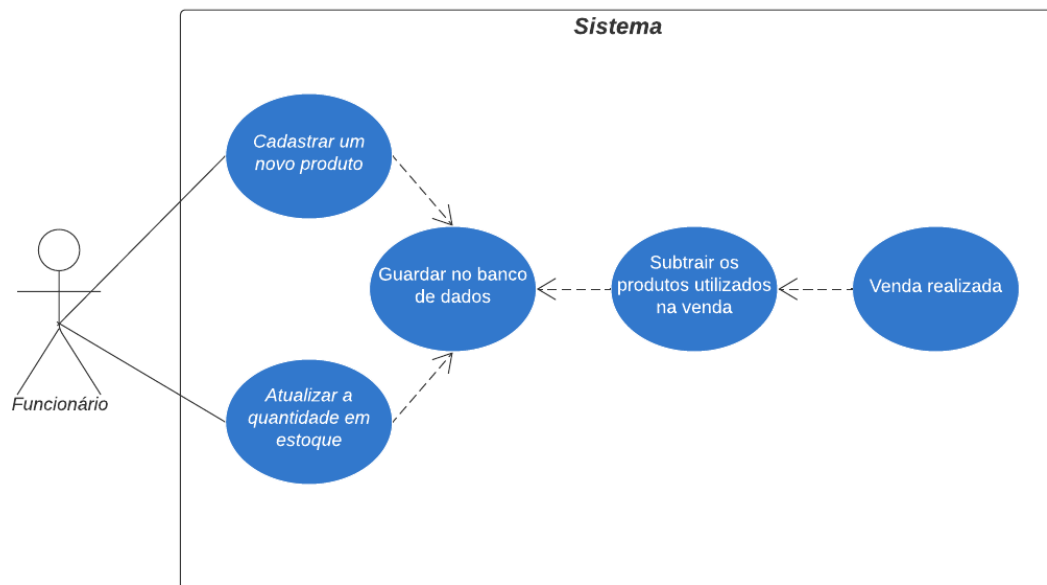 Sistema
Cadastrar um
novo produto
Guardar no banco
de dados
Subtrair os
produtos utilizados
na venda
Venda realizada
Funcionário
Atualizar a
quantidade em
estoque